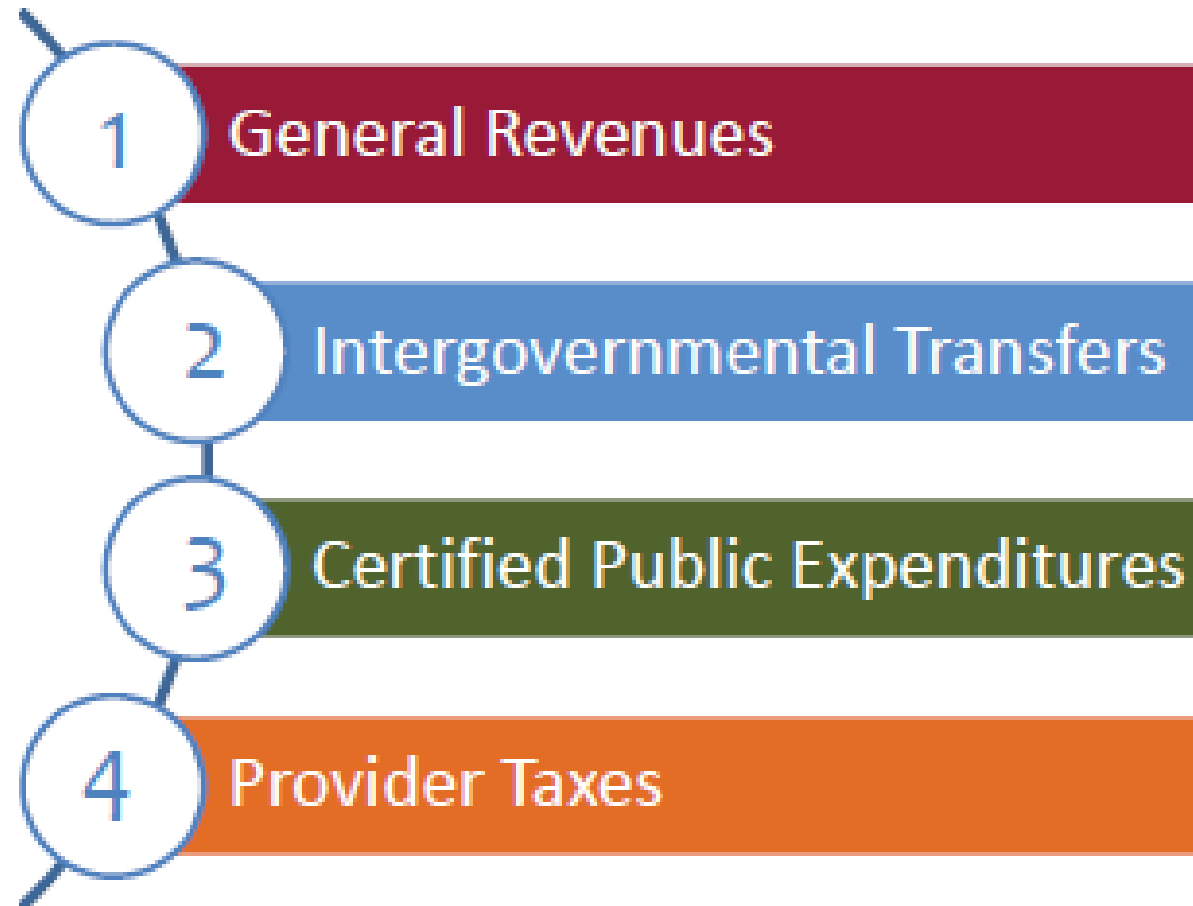 1 General Revenues
2 Intergovernmental Transfers
3 Certified Public Expenditures
4 Provider Taxes